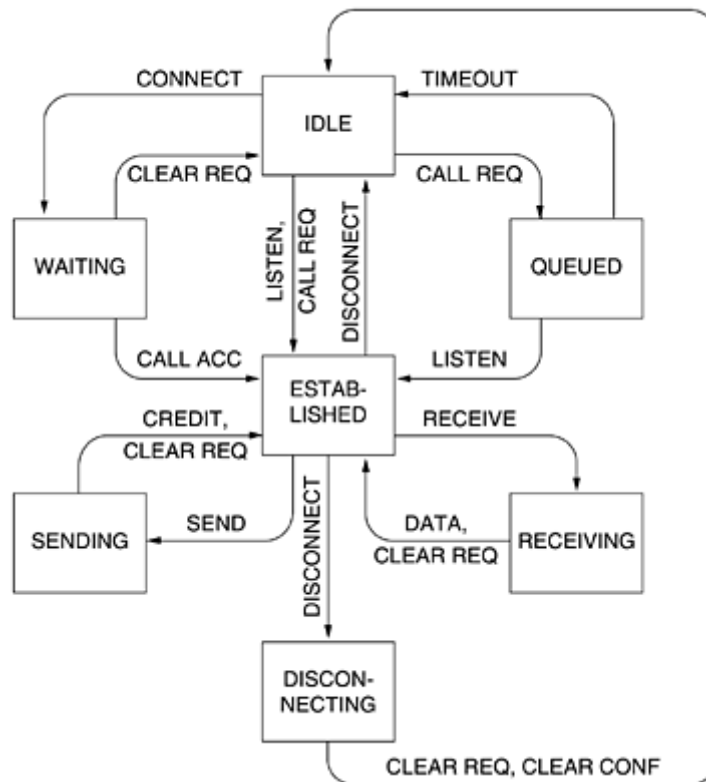 CONNECT
TIMEOUT
IDLE
CLEAR REQ
CALL REQ
WAITING
LISTEN,
CALL REQ
DISCONNECT
QUEUED
CALL ACC
LISTEN
ESTAB-
LISHED
CREDIT,
CLEAR REQ
RECEIVE
SENDING
SEND
DISCONNECT
DATA,
CLEAR REQ
RECEIVING
DISCON-
NECTING
CLEAR REQ, CLEAR CONF